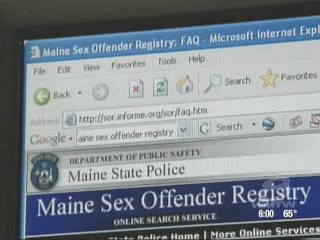 Maine Sex Offender Registry: FAQ - Microsoft Internet Expl
File Edit View Favorites Tools Help
Back Search Favorites
Address http://sor.informe.org/sor/faq.htm
Google aine sex offender registry Search
DEPARTMENT OF PUBLIC SAFETY
Maine State Police
Maine Sex Offender Registry
ONLINE SEARCH SERVICE
State Police Home | More Online Services
6:00 65°